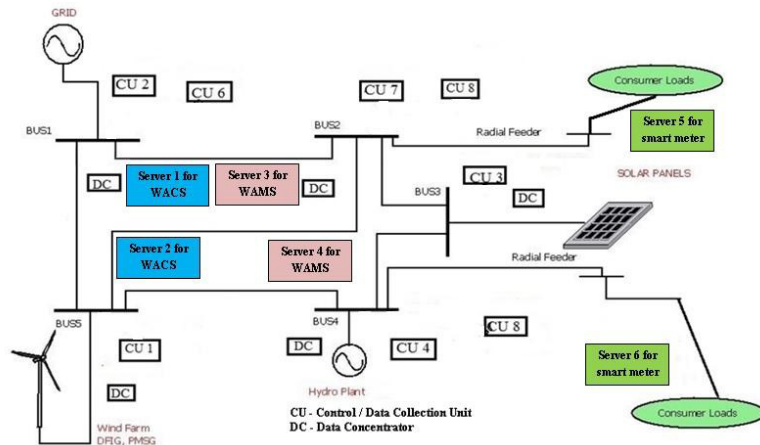 GRID
CU 2
CU 6
CU 7
CU 8
Consumer Loads
BUS1
BUS2
Radial Feeder
Server 5 for
smart meter
DC
Server 1 for
WACS
Server 3 for
WAMS
DC
CU 3
BUS3
DC
SOLAR PANELS
Server 2 for
WACS
Server 4 for
WAMS
Radial Feeder
BUS5
BUS4
CU 1
DC
CU 4
CU 8
Server 6 for
smart meter
DC
Hydro Plant
CU - Control / Data Collection Unit
DC - Data Concentrator
Consumer Loads
Wind Farm
DFIG, PMSG